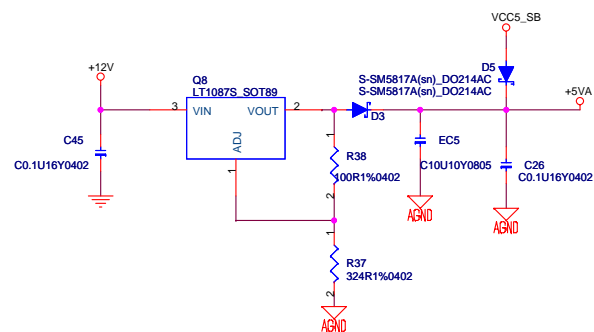 VCC5_SB
+12V
Q8
LT1087S_SOT89
D5
S-SM5817A(sn)_DO214AC
S-SM5817A(sn)_DO214AC
+5VA
3
VIN
VOUT
2
D3
ADJ
1
C45
C0.1U16Y0402
1
R38
100R1%0402
2
EC5
C10U10Y0805
C26
C0.1U16Y0402
AGND
AGND
1
R37
324R1%0402
2
AGND